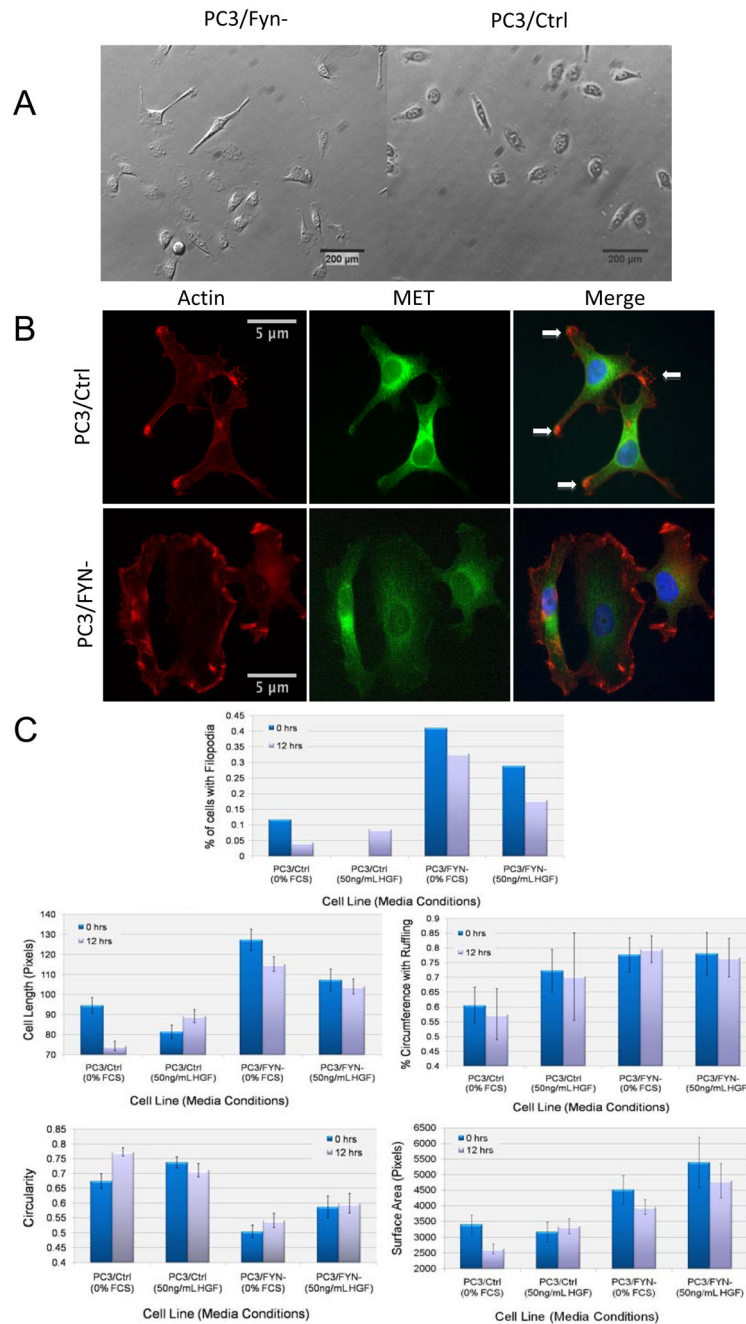 PC3/Fyn-
PC3/Ctrl
A
200 µm
200 µm
B
Actin
MET
Merge
PC3/Ctrl
5 µm
PC3/FYN-
5 µm
C
% of cells with Filopodia
0.45
0.4
0.35
0.3
0.25
0.2
0.15
0.1
0.05
0
0 hrs
12 hrs
PC3/Ctrl
(0% FCS)
PC3/Ctrl
(50ng/mL HGF)
PC3/FYN-
(0% FCS)
PC3/FYN-
(50ng/mL HGF)
Cell Line (Media Conditions)
Cell Length (Pixels)
140
130
120
110
100
90
80
70
0 hrs
12 hrs
PC3/Ctrl
(0% FCS)
PC3/Ctrl
(50ng/mL HGF)
PC3/FYN-
(0% FCS)
PC3/FYN-
(50ng/mL HGF)
Cell Line (Media Conditions)
% Circumference with Ruffling
0.9
0.85
0.8
0.75
0.7
0.65
0.6
0.55
0.5
0.45
0.4
0 hrs
12 hrs
PC3/Ctrl
(0% FCS)
PC3/Ctrl
(50ng/mL HGF)
PC3/FYN-
(0% FCS)
PC3/FYN-
(50ng/mL HGF)
Cell Line (Media Conditions)
Circularity
0.85
0.8
0.75
0.7
0.65
0.6
0.55
0.5
0.45
0.4
0 hrs
12 hrs
PC3/Ctrl
(0% FCS)
PC3/Ctrl
(50ng/mL HGF)
PC3/FYN-
(0% FCS)
PC3/FYN-
(50ng/mL HGF)
Cell Line (Media Conditions)
Surface Area (Pixels)
6500
6000
5500
5000
4500
4000
3500
3000
2500
2000
0 hrs
12 hrs
PC3/Ctrl
(0% FCS)
PC3/Ctrl
(50ng/mL HGF)
PC3/FYN-
(0% FCS)
PC3/FYN-
(50ng/mL HGF)
Cell Line (Media Conditions)